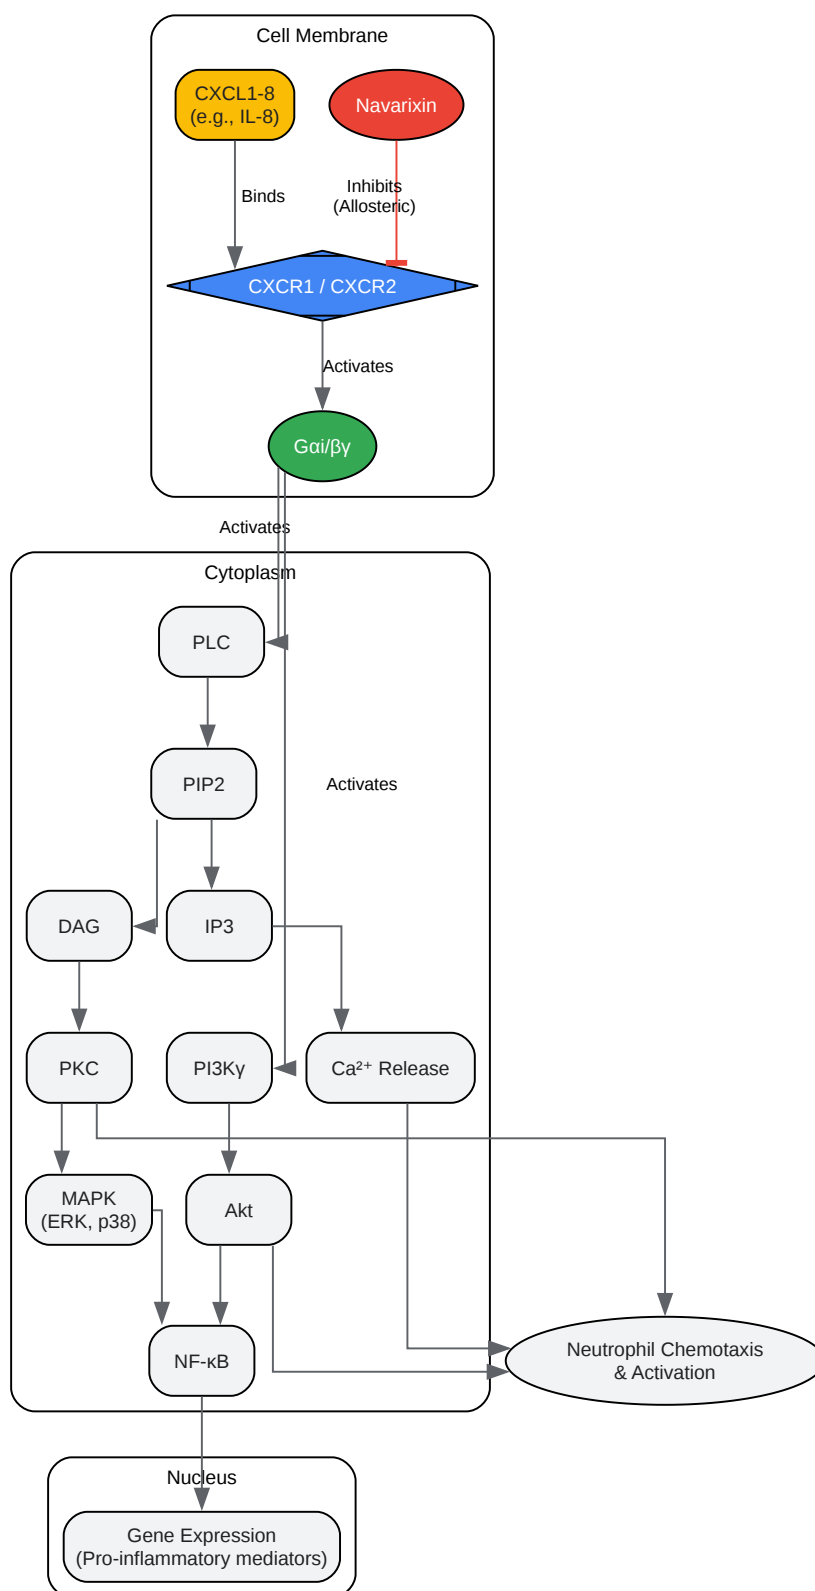 Cell Membrane
CXCL1-8
(e.g., IL-8)
Navarixin
Binds
Inhibits
(Allosteric)
CXCR1 / CXCR2
Activates
Gαi/βγ
Activates
Cytoplasm
PLC
PIP2
Activates
DAG
IP3
PKC
PI3Kγ
Ca²⁺ Release
MAPK
(ERK, p38)
Akt
NF-κB
Neutrophil Chemotaxis
& Activation
Nucleus
Gene Expression
(Pro-inflammatory mediators)